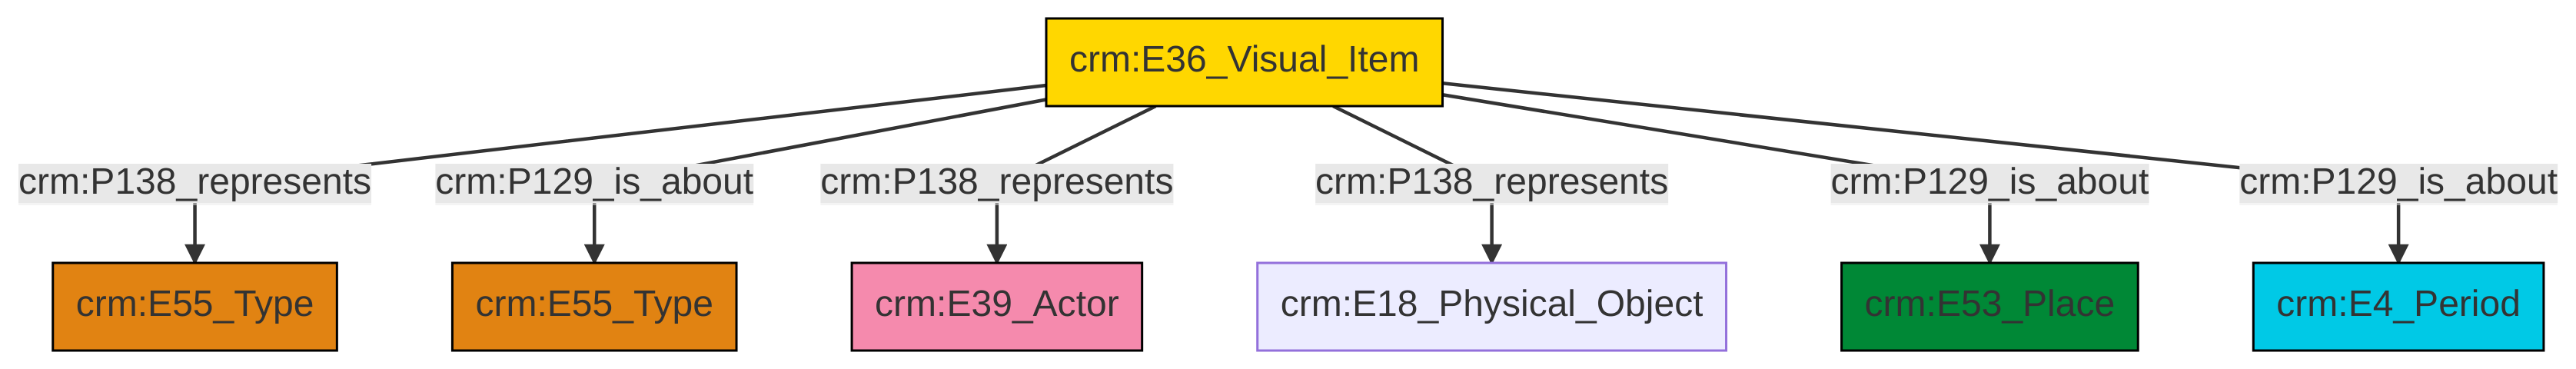 crm:E36_Visual_Item
crm:P138_represents
crm:P129_is_about
crm:P138_represents
crm:P138_represents
crm:P129_is_about
crm:P129_is_about
crm:E55_Type
crm:E55_Type
crm:E39_Actor
crm:E18_Physical_Object
crm:E53_Place
crm:E4_Period